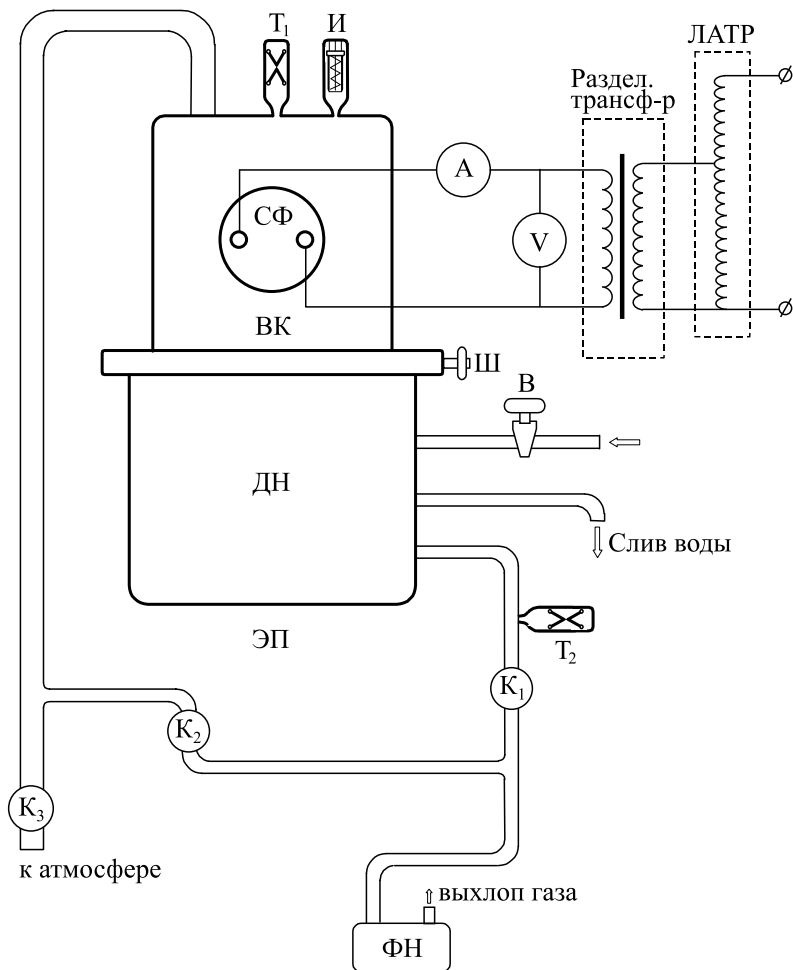 Т1
И
ЛАТР
Раздел.
трансф-р
А
СФ
V
ВК
Ш
В
ДН
Слив воды
ЭП
Т2
К1
К2
К3
к атмосфере
выхлоп газа
ФН